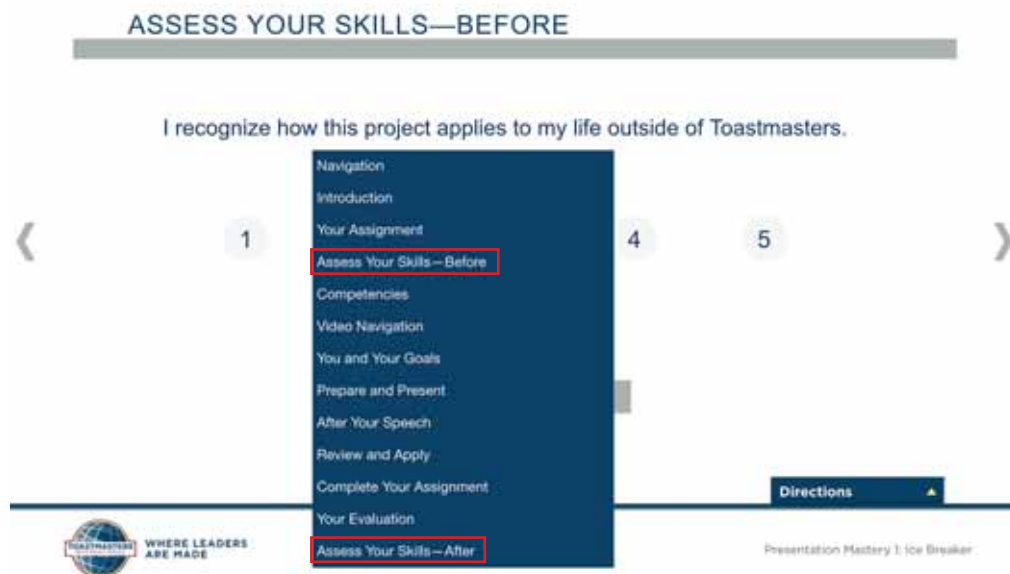 ASSESS YOUR SKILLS—BEFORE
I recognize how this project applies to my life outside of Toastmasters.
Navigation
Introduction
Your Assignment
Assess Your Skills—Before
Competencies
Video Navigation
You and Your Goals
Prepare and Present
After Your Speech
Review and Apply
Complete Your Assignment
Your Evaluation
Assess Your Skills—After
1
4
5
Directions
TOASTMASTERS
WHERE LEADERS
ARE MADE
Presentation Mastery I: Ice Breaker